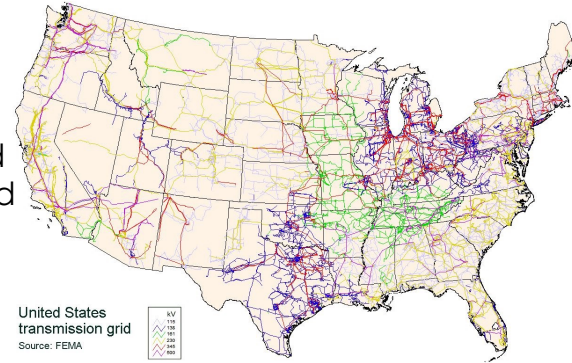 d
d
United States
transmission grid
Source: FEMA
kV
115
138
161
230
345
500